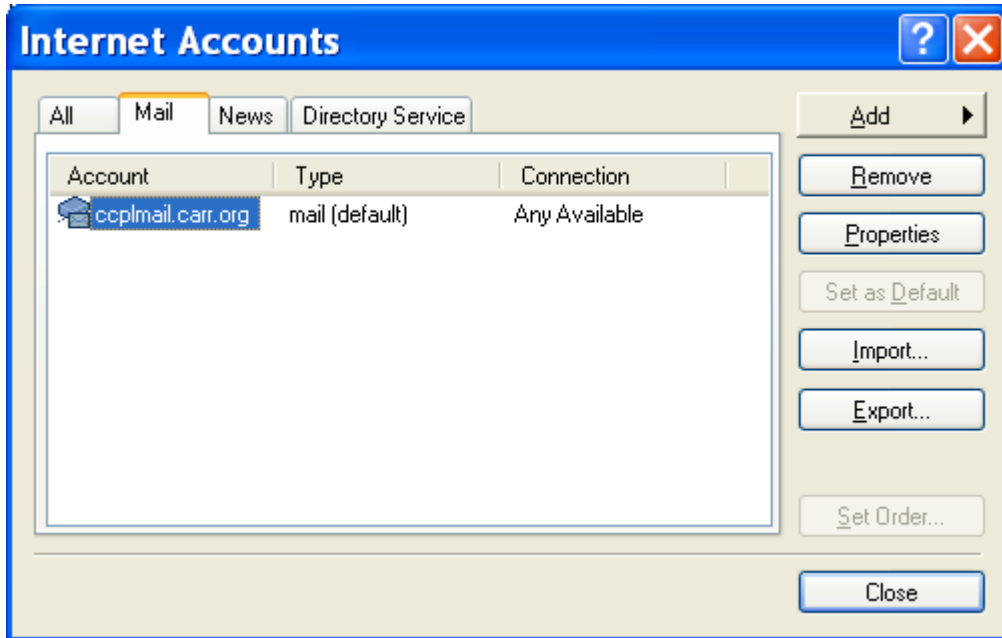 Internet Accounts
All Mail News Directory Service
Add
Account Type Connection
Remove
ccplmail.carr.org mail (default) Any Available
Properties
Set as Default
Import...
Export...
Set Order...
Close